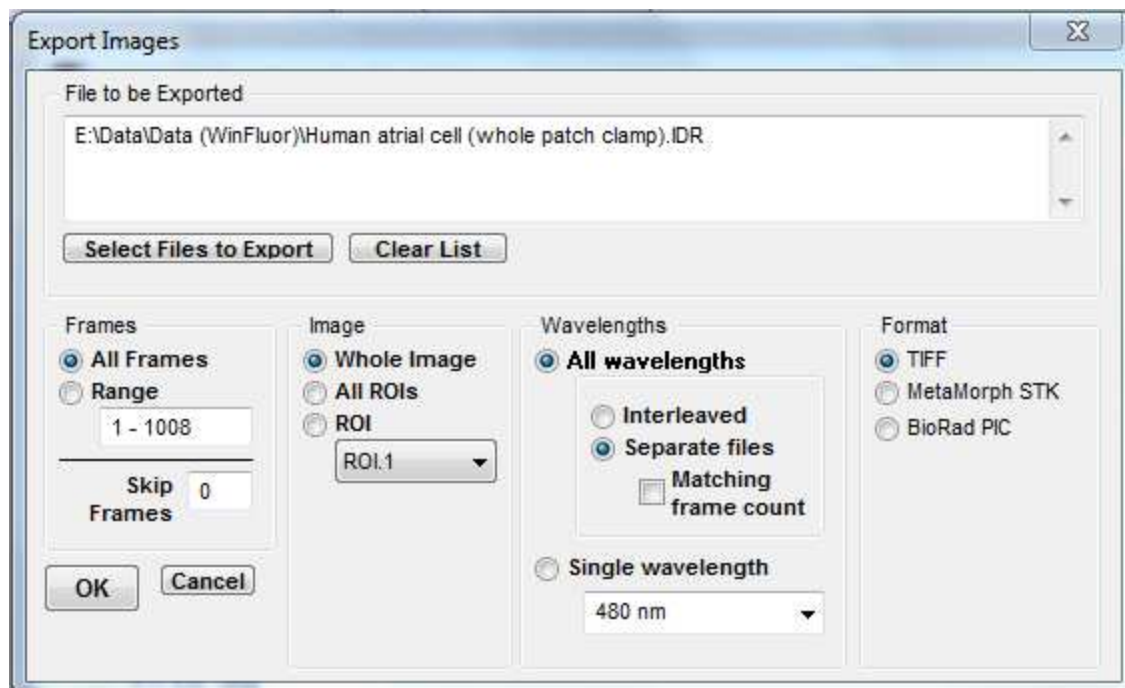 Export Images
File to be Exported
E:\Data\Data (WinFluor)\Human atrial cell (whole patch clamp).IDR
Select Files to Export
Clear List
Frames
All Frames
Range
1 - 1008
Skip
Frames
0
OK
Cancel
Image
Whole Image
All ROIs
ROI
ROI.1
Wavelengths
All wavelengths
Interleaved
Separate files
Matching
frame count
Single wavelength
480 nm
Format
TIFF
MetaMorph STK
BioRad PIC